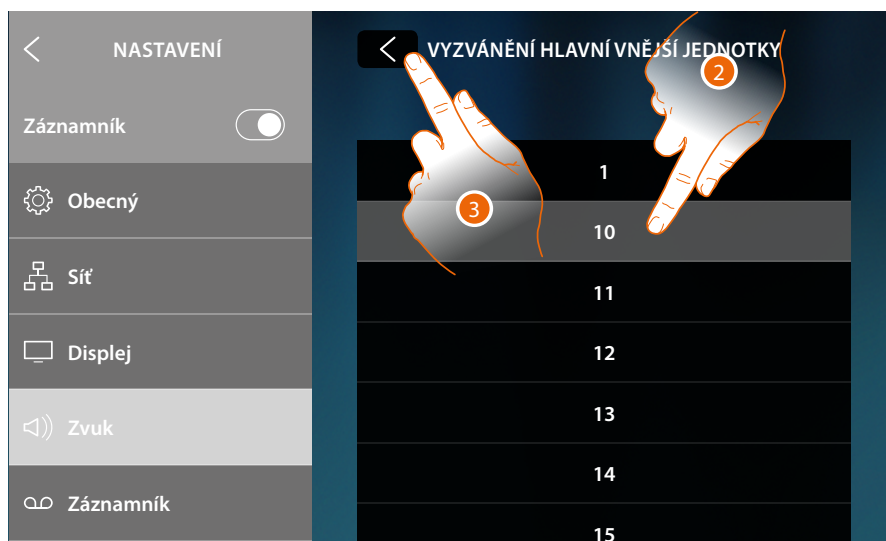 NASTAVENÍ
Záznamník
Obecný
Síť
Displej
Zvuk
Záznamník
VYZVÁNĚNÍ HLAVNÍ VNĚJŠÍ JEDNOTKY
2
3
1
10
11
12
13
14
15